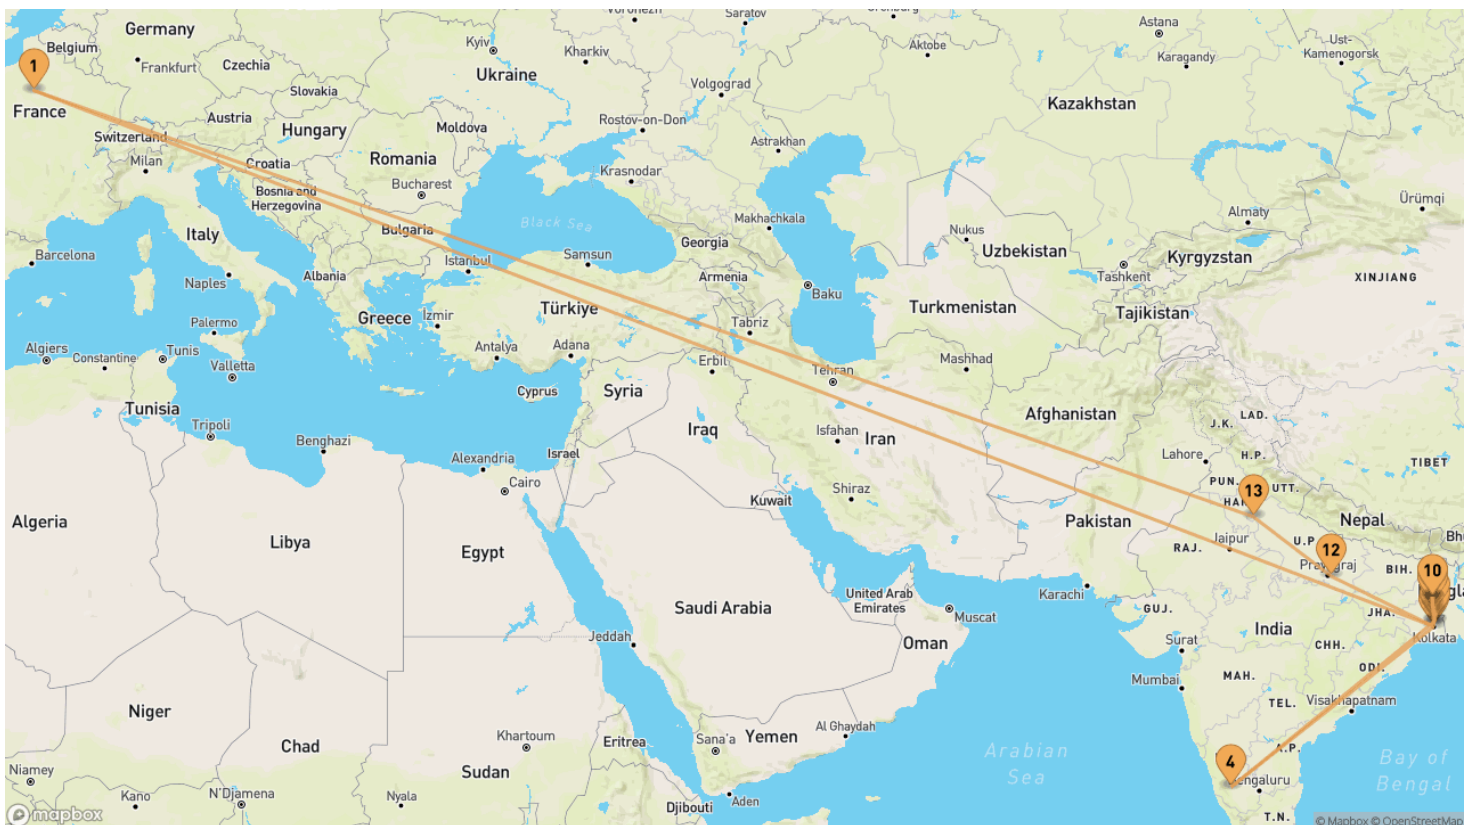 Germany
Belgium
Frankfurt
1
France
Czechia
Slovakia
Austria
Switzerland
Milan
Hungary
Croatia
Bosnia and
Herzegovina
Moldova
Romania
Bucharest
Bulgaria
Kyiv
Ukraine
Kharkiv
Voronezh
Saratov
Volgograd
Rostov-on-Don
Astrakhan
Krasnodar
Makhachkala
Black Sea
Georgia
Armenia
Samsun
Istanbul
Türkiye
Tabriz
Baku
Aktobe
Astana
Karagandy
Ust-
Kamenogorsk
Kazakhstan
Almaty
Ürümqi
Nukus
Uzbekistan
Tashkent
Kyrgyzstan
XINJIANG
Turkmenistan
Tajikistan
Mashhad
Barcelona
Italy
Naples
Albania
Greece
Izmir
Palermo
Antalya
Adana
Erbil
Tehran
Algiers
Constantine
Tunis
Valletta
Cyprus
Syria
Tunisia
Tripoli
Benghazi
Alexandria
Israel
Cairo
Iraq
Isfahan
Iran
Shiraz
Kuwait
Afghanistan
J.K.
LAD.
Lahore
H.P.
TIBET
PUN.
UTT.
13
Pakistan
Nepal
Jaipur
RAJ.
U.P.
12
BIH.
10
JHA.
Kolkata
Algeria
Libya
Egypt
Saudi Arabia
United Arab
Emirates
Muscat
Karachi
GUJ.
India
Surat
CHH.
Oman
Jeddah
Mumbai
MAH.
ODI.
TEL.
Visakhapatnam
A.P.
Niger
Chad
Khartoum
Eritrea
Sana'a
Yemen
Al Ghaydah
Arabian
Sea
Bay of
Bengal
4
Niamey
Kano
N'Djamena
Nyala
Sudan
Djibouti
Aden
T.N.
mapbox
© Mapbox © OpenStreetMap